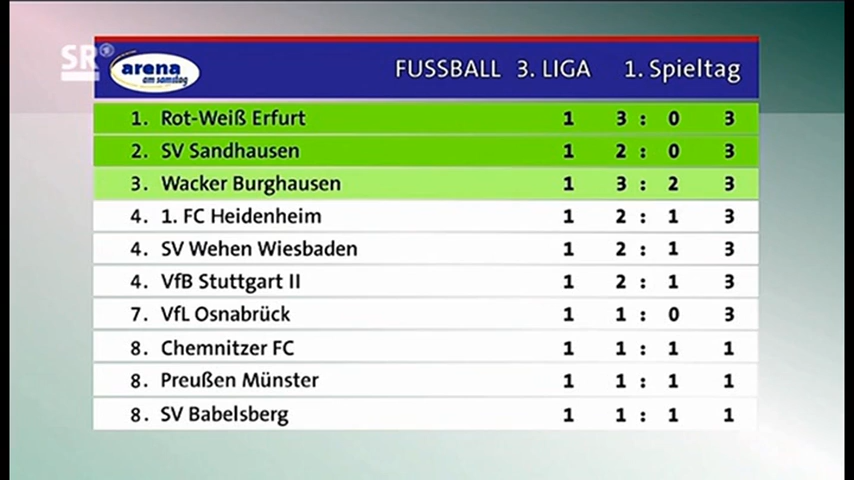 SR
arena
am samstag
FUSSBALL 3. LIGA 1. Spieltag
1. Rot-Weiß Erfurt 1 3 : 0 3
2. SV Sandhausen 1 2 : 0 3
3. Wacker Burghausen 1 3 : 2 3
4. 1. FC Heidenheim 1 2 : 1 3
4. SV Wehen Wiesbaden 1 2 : 1 3
4. VfB Stuttgart II 1 2 : 1 3
7. VfL Osnabrück 1 1 : 0 3
8. Chemnitzer FC 1 1 : 1 1
8. Preußen Münster 1 1 : 1 1
8. SV Babelsberg 1 1 : 1 1